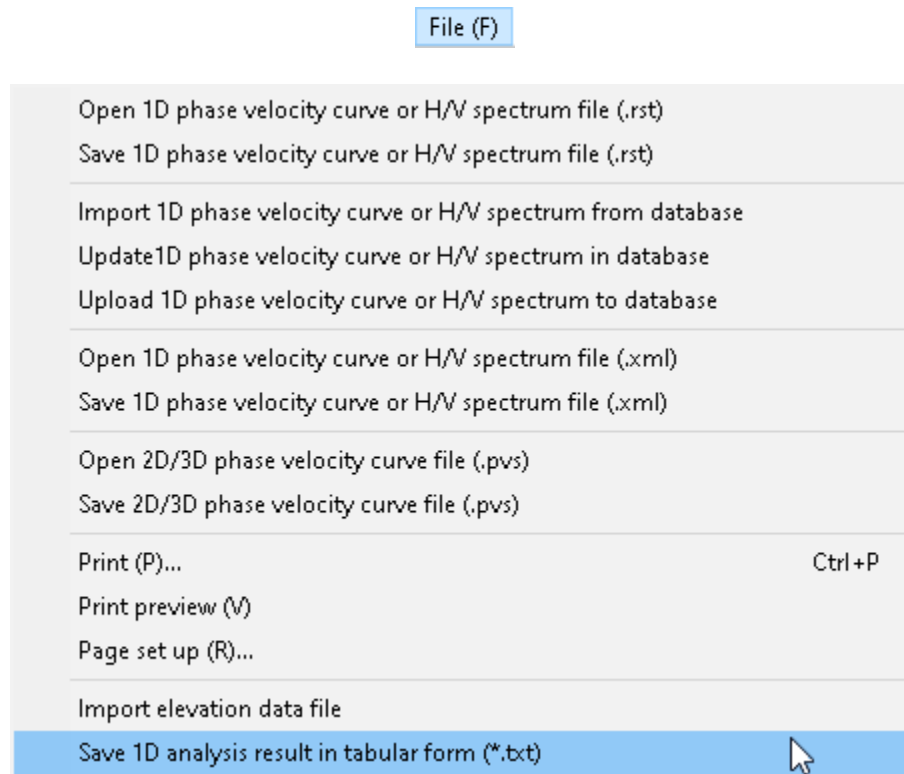 File (F)
Open 1D phase velocity curve or H/V spectrum file (.rst)
Save 1D phase velocity curve or H/V spectrum file (.rst)
Import 1D phase velocity curve or H/V spectrum from database
Update1D phase velocity curve or H/V spectrum in database
Upload 1D phase velocity curve or H/V spectrum to database
Open 1D phase velocity curve or H/V spectrum file (.xml)
Save 1D phase velocity curve or H/V spectrum file (.xml)
Open 2D/3D phase velocity curve file (.pvs)
Save 2D/3D phase velocity curve file (.pvs)
Print (P)... Ctrl+P
Print preview (V)
Page set up (R)...
Import elevation data file
Save 1D analysis result in tabular form (*.txt)